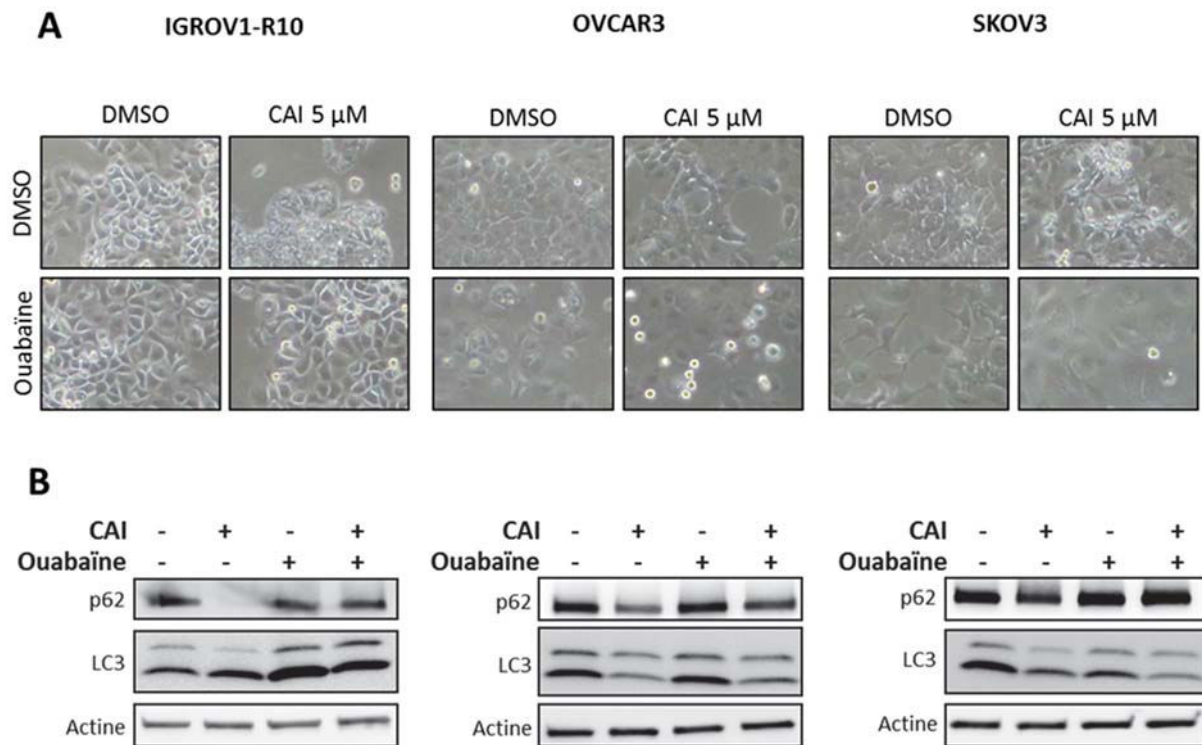 A IGROV1-R10 OVCAR3 SKOV3
DMSO CAI 5 µM DMSO CAI 5 µM DMSO CAI 5 µM
DMSO
Ouabaïne
B
CAI - + - + CAI - + - + CAI - + - +
Ouabaïne - - + + Ouabaïne - - + + Ouabaïne - - + +
p62 p62 p62
LC3 LC3 LC3
Actine Actine Actine